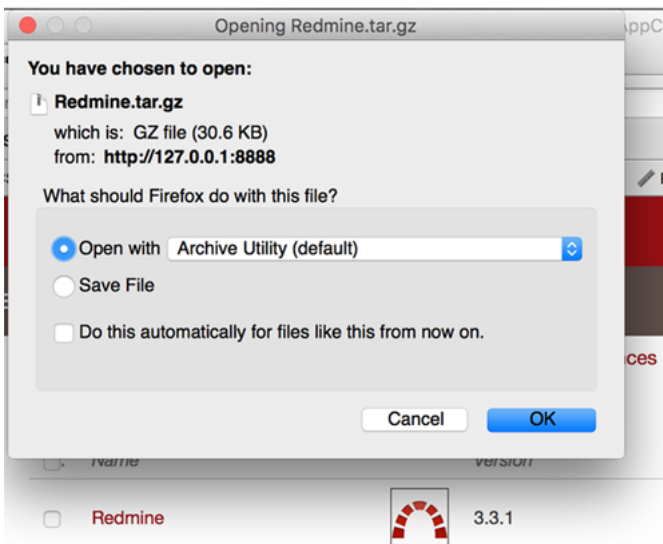 Opening Redmine.tar.gz
AppC
You have chosen to open:
Redmine.tar.gz
which is: GZ file (30.6 KB)
from: http://127.0.0.1:8888
What should Firefox do with this file?
Open with Archive Utility (default)
Save File
Do this automatically for files like this from now on.
ces
Cancel OK
Name Version
Redmine 3.3.1